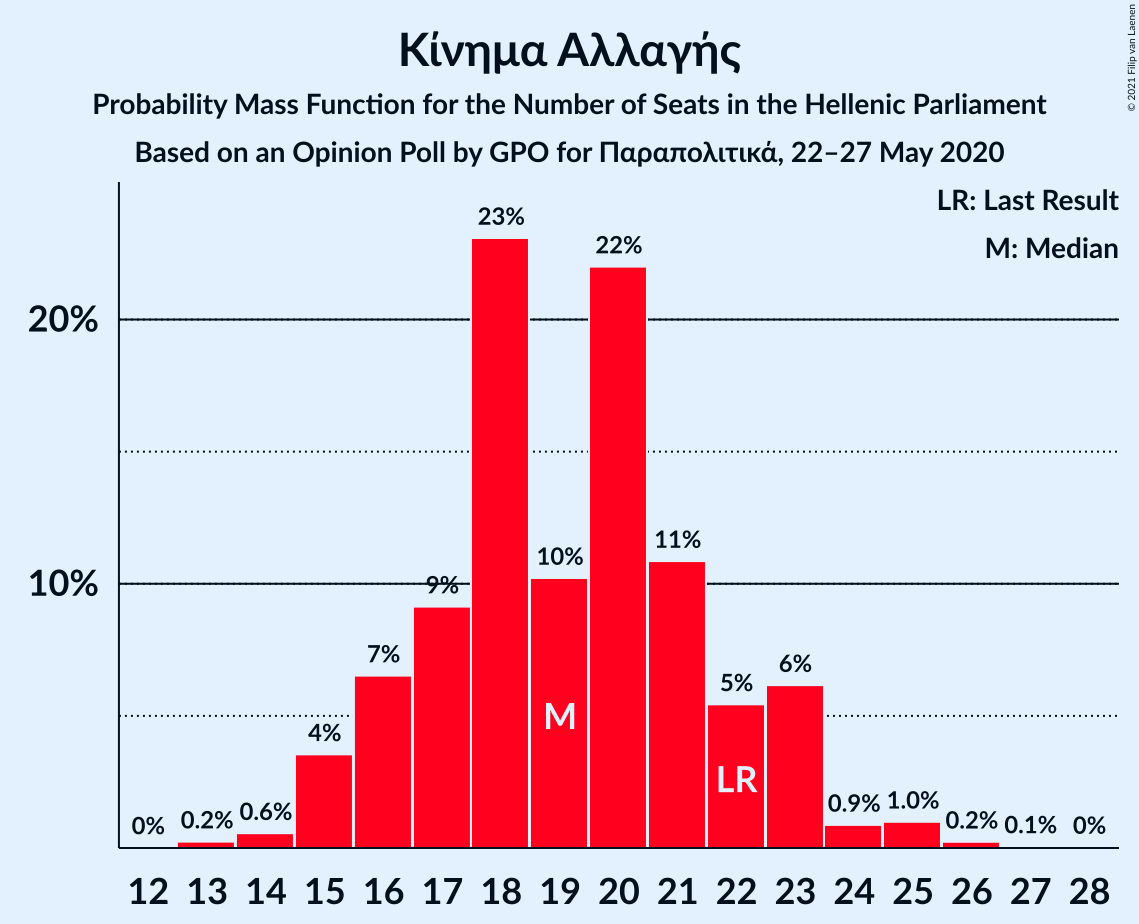 Κίνημα Αλλαγής
Probability Mass Function for the Number of Seats in the Hellenic Parliament
Based on an Opinion Poll by GPO for Παραπολιτικά, 22–27 May 2020
© 2021 Filip van Laenen
LR: Last Result
M: Median
20%
10%
0%
0.2%
0.6%
4%
7%
9%
23%
10%
22%
11%
5%
6%
0.9%
1.0%
0.2%
0.1%
0%
M
LR
12 13 14 15 16 17 18 19 20 21 22 23 24 25 26 27 28